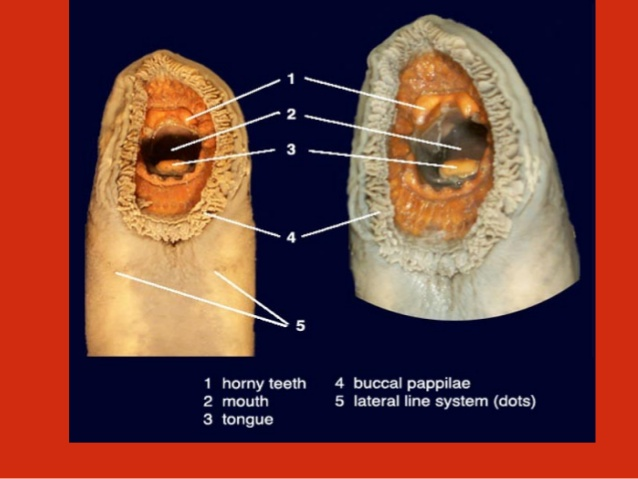 1
2
3
4
5
1 horny teeth
2 mouth
3 tongue
4 buccal pappilae
5 lateral line system (dots)